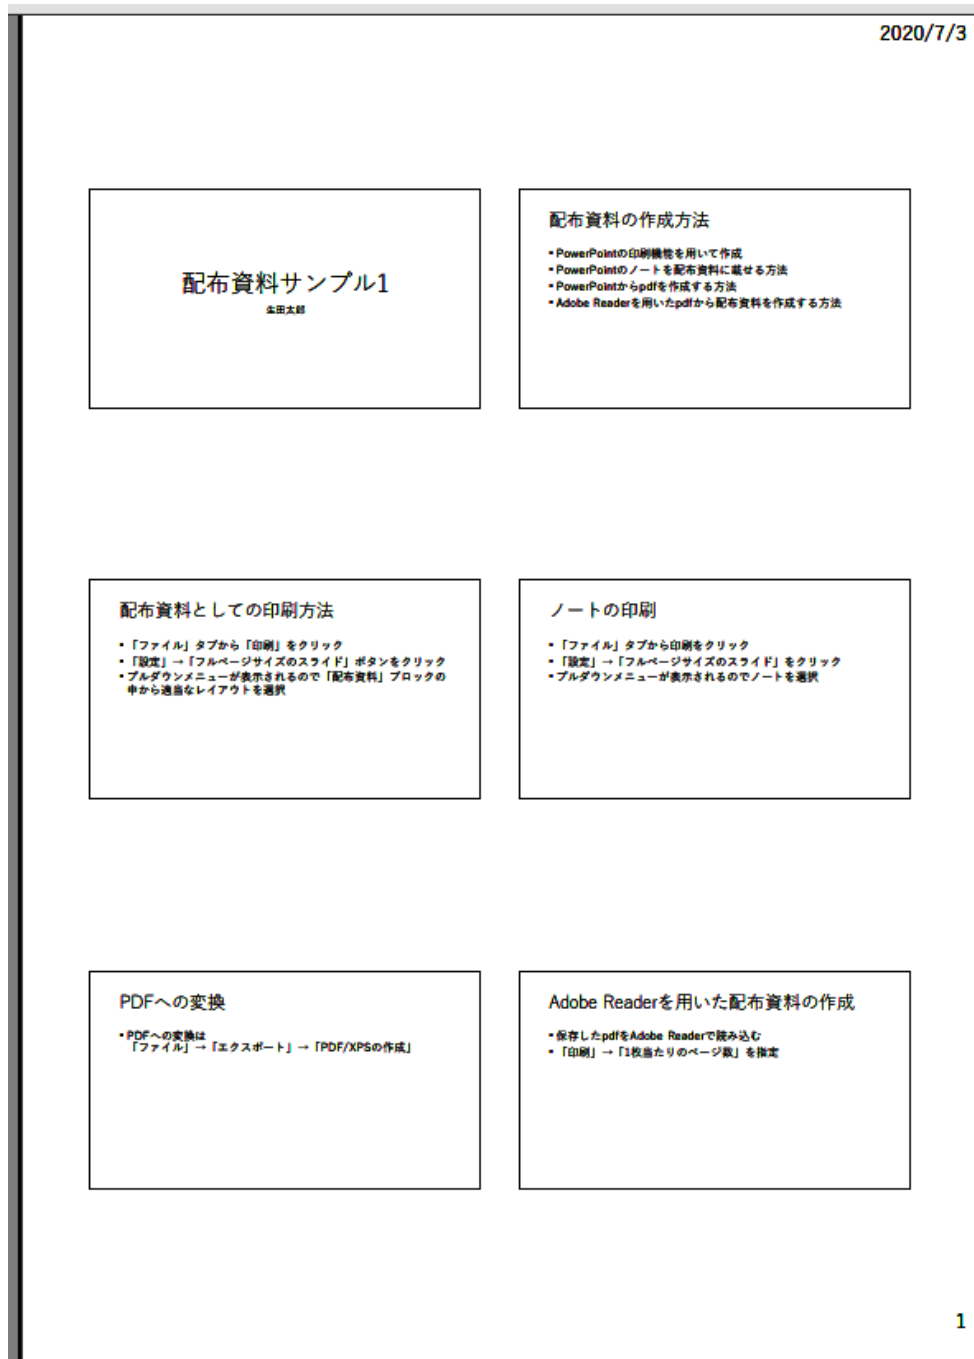 2020/7/3
配布資料サンプル1
生田太郎
配布資料の作成方法
▪PowerPointの印刷機能を用いて作成
▪PowerPointのノートを配布資料に載せる方法
▪PowerPointからpdfを作成する方法
▪Adobe Readerを用いたpdfから配布資料を作成する方法
配布資料としての印刷方法
▪「ファイル」タブから「印刷」をクリック
▪「設定」→「フルページサイズのスライド」ボタンをクリック
▪プルダウンメニューが表示されるので「配布資料」ブロックの
中から適当なレイアウトを選択
ノートの印刷
▪「ファイル」タブから印刷をクリック
▪「設定」→「フルページサイズのスライド」をクリック
▪プルダウンメニューが表示されるのでノートを選択
PDFへの変換
▪PDFへの変換は
「ファイル」→「エクスポート」→「PDF/XPSの作成」
Adobe Readerを用いた配布資料の作成
▪保存したpdfをAdobe Readerで読み込む
▪「印刷」→「1枚当たりのページ数」を指定
1